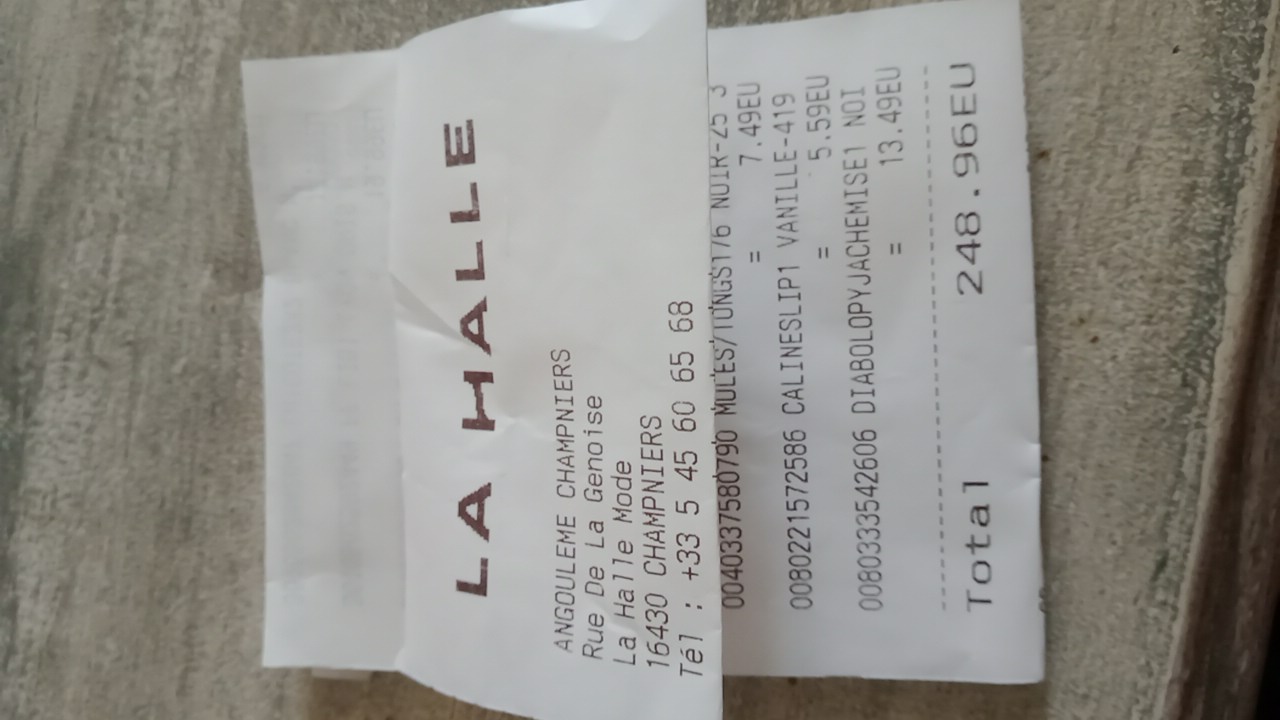 LA HALLE
ANGOULEME CHAMPNIERS
Rue De La Genoise
La Halle Mode
16430 CHAMPNIERS
Tél : +33 5 45 60 65 68
0040337580790 MULES/TONGS176 NOIR-25 3
= 7.49EU
0080221572586 CALINESLIP1 VANILLE-419
= 5.59EU
0080333542606 DIABOLOPYJACHEMISE1 NOI
= 13.49EU
Total 248.96EU